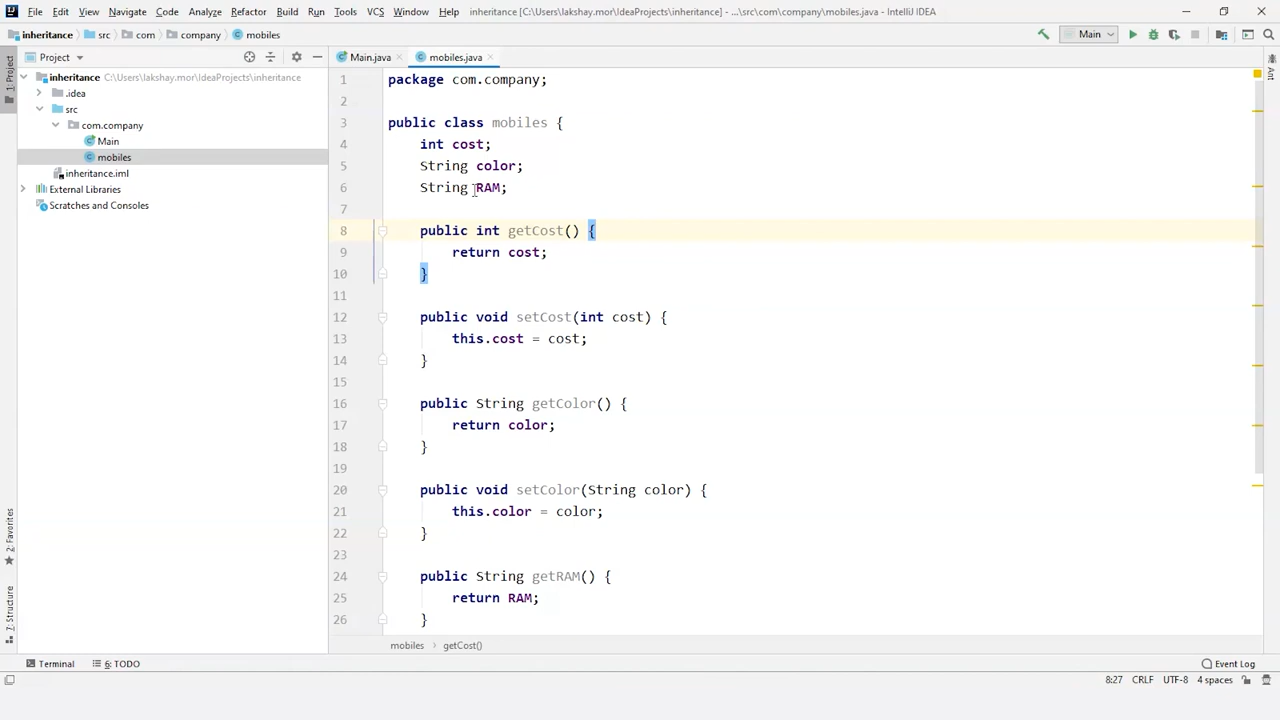 File Edit View Navigate Code Analyze Refactor Build Run Tools VCS Window Help inheritance [C:\Users\lakshay.mor\IdeaProjects\inheritance] - ...\src\com\company\mobiles.java - IntelliJ IDEA
inheritance src com company mobiles Main
Project Main.java mobiles.java
inheritance C:\Users\lakshay.mor\IdeaProjects\inheritance
.idea
src
com.company
Main
mobiles
inheritance.iml
External Libraries
Scratches and Consoles
1: Project
2: Favorites
7: Structure
Ant
1 package com.company;
2
3 public class mobiles {
4 int cost;
5 String color;
6 String RAM;
7
8 public int getCost() {
9 return cost;
10 }
11
12 public void setCost(int cost) {
13 this.cost = cost;
14 }
15
16 public String getColor() {
17 return color;
18 }
19
20 public void setColor(String color) {
21 this.color = color;
22 }
23
24 public String getRAM() {
25 return RAM;
26 }
mobiles getCost()
Terminal 6: TODO Event Log
8:27 CRLF UTF-8 4 spaces